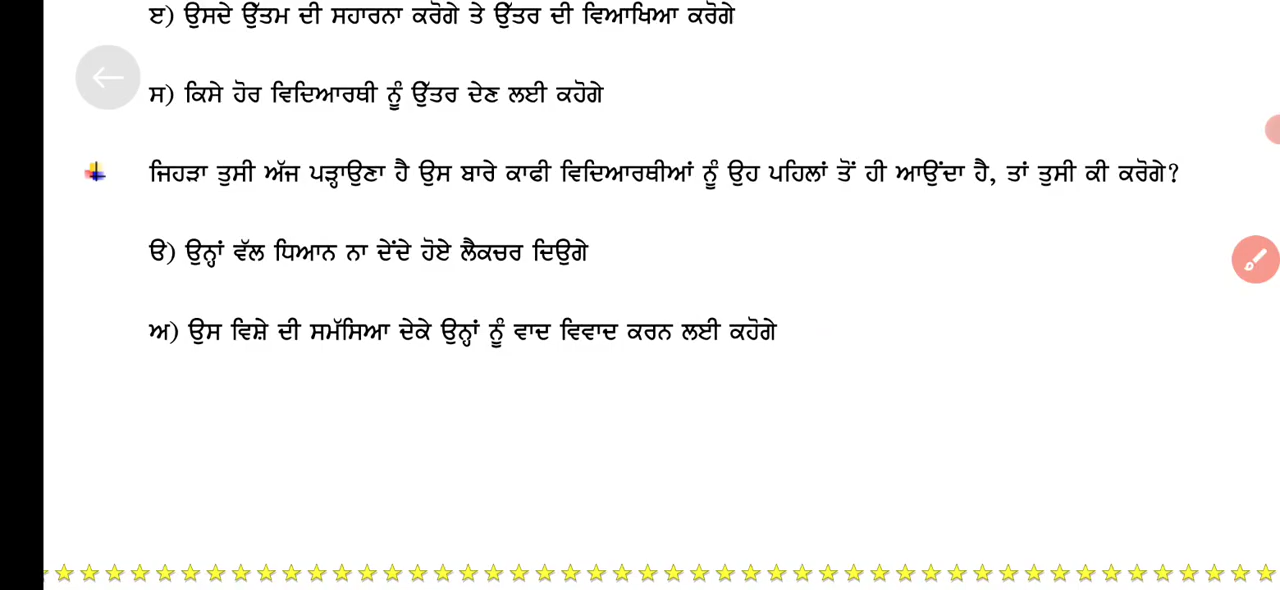 ੲ) ਉਸਦੇ ਉੱਤਮ ਦੀ ਸਹਾਰਨਾ ਕਰੋਗੇ ਤੇ ਉੱਤਰ ਦੀ ਵਿਆਖਿਆ ਕਰੋਗੇ
ਸ) ਕਿਸੇ ਹੋਰ ਵਿਦਿਆਰਥੀ ਨੂੰ ਉੱਤਰ ਦੇਣ ਲਈ ਕਹੋਗੇ
ਜਿਹੜਾ ਤੁਸੀ ਅੱਜ ਪੜ੍ਹਾਉਣਾ ਹੈ ਉਸ ਬਾਰੇ ਕਾਫੀ ਵਿਦਿਆਰਥੀਆਂ ਨੂੰ ਉਹ ਪਹਿਲਾਂ ਤੋਂ ਹੀ ਆਉਂਦਾ ਹੈ, ਤਾਂ ਤੁਸੀ ਕੀ ਕਰੋਗੇ?
ੳ) ਉਨ੍ਹਾਂ ਵੱਲ ਧਿਆਨ ਨਾ ਦੇਂਦੇ ਹੋਏ ਲੈਕਚਰ ਦਿਉਗੇ
ਅ) ਉਸ ਵਿਸ਼ੇ ਦੀ ਸਮੱਸਿਆ ਦੇਕੇ ਉਨ੍ਹਾਂ ਨੂੰ ਵਾਦ ਵਿਵਾਦ ਕਰਨ ਲਈ ਕਹੋਗੇ